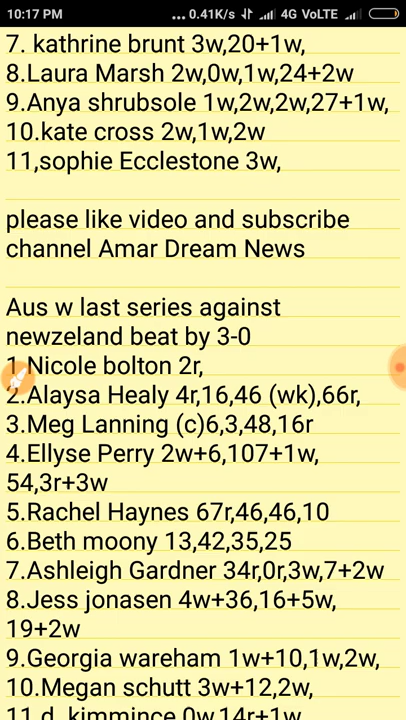 10:17 PM ... 0.41K/s 4G VoLTE
7. kathrine brunt 3w,20+1w,
8.Laura Marsh 2w,0w,1w,24+2w
9.Anya shrubsole 1w,2w,2w,27+1w,
10.kate cross 2w,1w,2w
11,sophie Ecclestone 3w,
please like video and subscribe
channel Amar Dream News
Aus w last series against
newzeland beat by 3-0
1 Nicole bolton 2r,
2.Alaysa Healy 4r,16,46 (wk),66r,
3.Meg Lanning (c)6,3,48,16r
4.Ellyse Perry 2w+6,107+1w,
54,3r+3w
5.Rachel Haynes 67r,46,46,10
6.Beth moony 13,42,35,25
7.Ashleigh Gardner 34r,0r,3w,7+2w
8.Jess jonasen 4w+36,16+5w,
19+2w
9.Georgia wareham 1w+10,1w,2w,
10.Megan schutt 3w+12,2w,
11.d. kimmince 0w,14r+1w